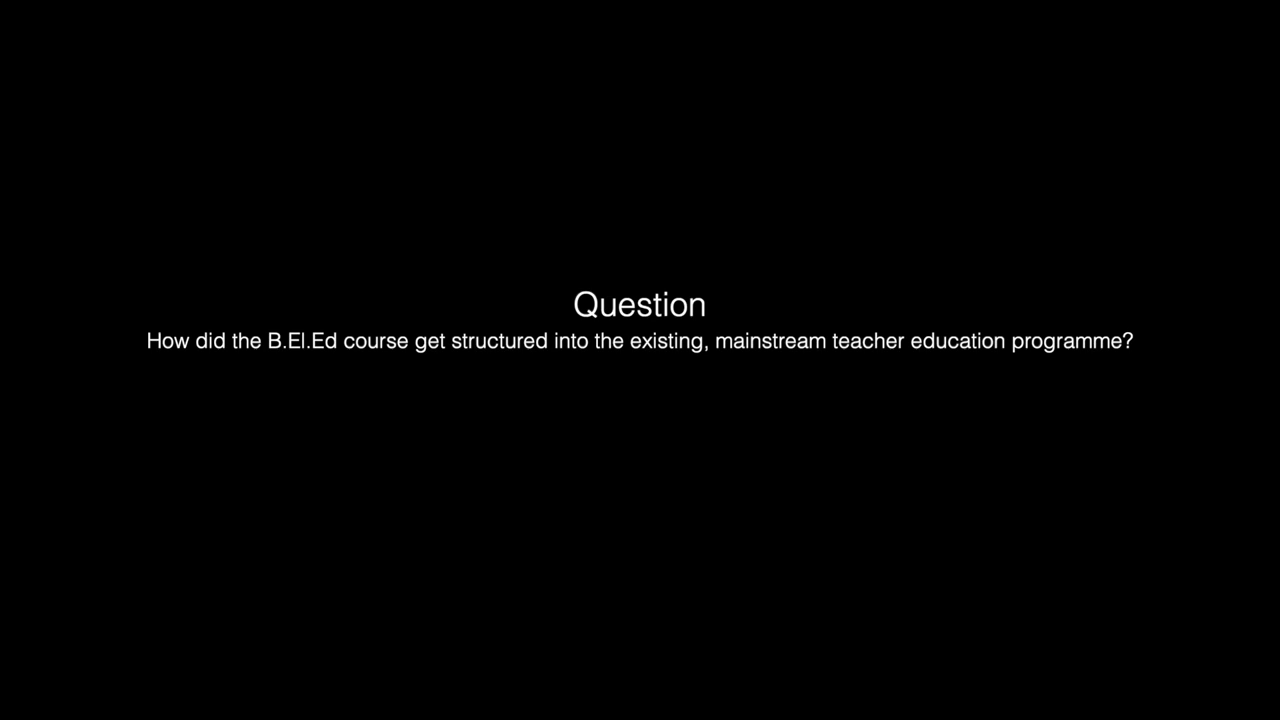 Question
How did the B.El.Ed course get structured into the existing, mainstream teacher education programme?